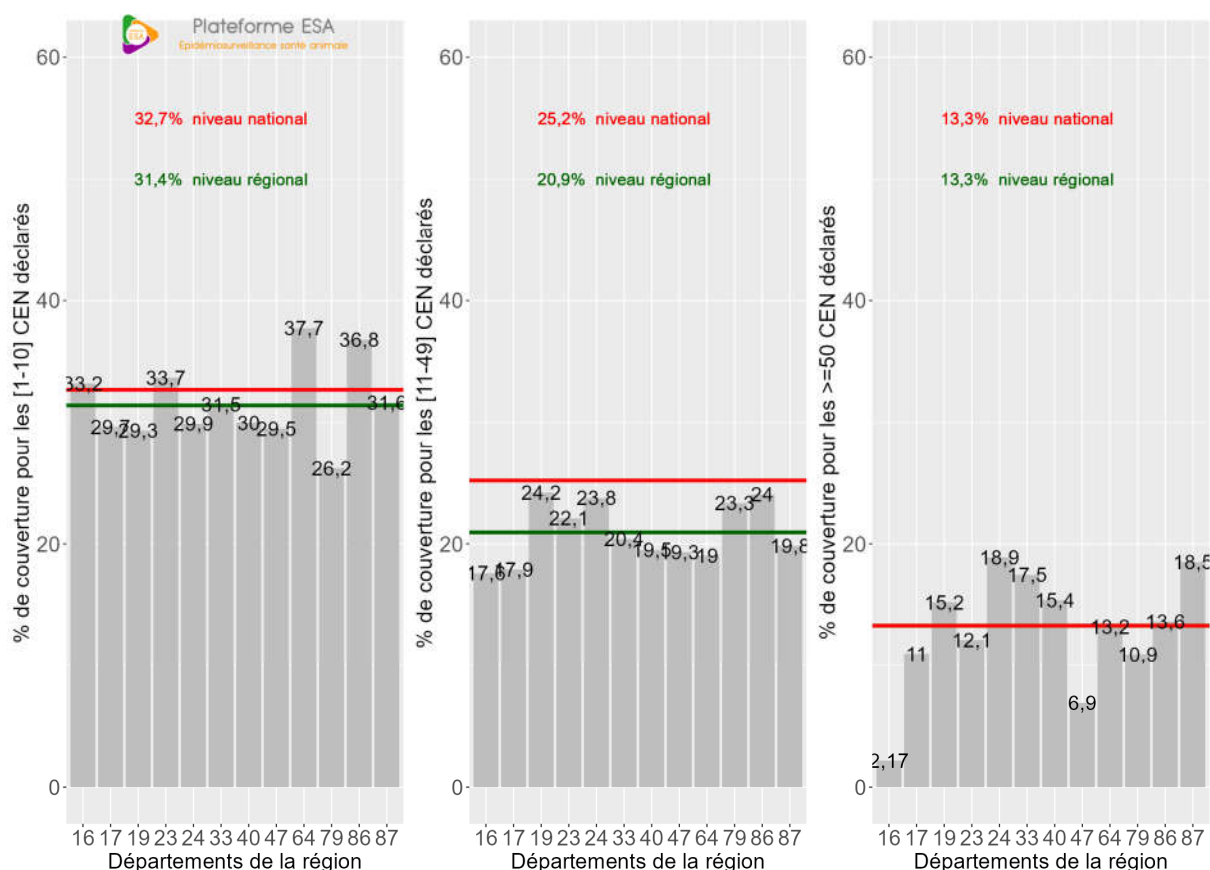 Plateforme ESA
Epidémiosurveillance santé animale
ESA
% de couverture pour les [1-10] CEN déclarés
60
40
20
0
32,7% niveau national
31,4% niveau régional
33,2
29,7
29,3
33,7
29,9
31,5
30
29,5
37,7
26,2
36,8
31,6
16 17 19 23 24 33 40 47 64 79 86 87
Départements de la région
% de couverture pour les [11-49] CEN déclarés
60
40
20
0
25,2% niveau national
20,9% niveau régional
17,6
17,9
24,2
22,1
23,8
20,4
19,5
19,3
19
23,3
24
19,8
16 17 19 23 24 33 40 47 64 79 86 87
Départements de la région
% de couverture pour les >=50 CEN déclarés
60
40
20
0
13,3% niveau national
13,3% niveau régional
2,17
11
15,2
12,1
18,9
17,5
15,4
6,9
13,2
10,9
13,6
18,5
16 17 19 23 24 33 40 47 64 79 86 87
Départements de la région